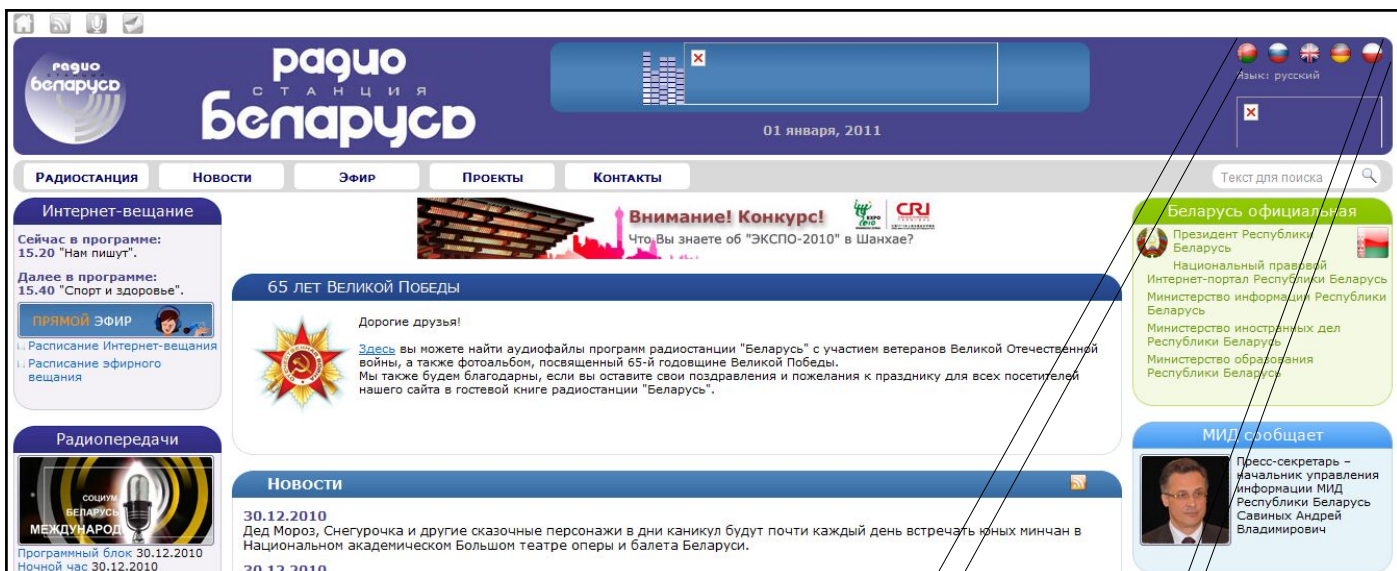 радио
беларусь
радио
станция
Беларусь
01 января, 2011
Язык: русский
Радиостанция
Новости
Эфир
Проекты
Контакты
Текст для поиска
Интернет-вещание
Сейчас в программе:
15.20 "Нам пишут".
Далее в программе:
15.40 "Спорт и здоровье".
ПРЯМОЙ ЭФИР
Расписание Интернет-вещания
Расписание эфирного
вещания
Радиопередачи
СОЦИУМ
БЕЛАРУСЬ
МЕЖДУНАРОД
Программный блок 30.12.2010
Ночной час 30.12.2010
Внимание! Конкурс!
Что Вы знаете об "ЭКСПО-2010" в Шанхае?
EXPO
CRI
65 лет Великой Победы
Дорогие друзья!
Здесь вы можете найти аудиофайлы программ радиостанции "Беларусь" с участием ветеранов Великой Отечественной
войны, а также фотоальбом, посвященный 65-й годовщине Великой Победы.
Мы также будем благодарны, если вы оставите свои поздравления и пожелания к празднику для всех посетителей
нашего сайта в гостевой книге радиостанции "Беларусь".
Новости
30.12.2010
Дед Мороз, Снегурочка и другие сказочные персонажи в дни каникул будут почти каждый день встречать юных минчан в
Национальном академическом Большом театре оперы и балета Беларуси.
30.12.2010
Беларусь официальная
Президент Республики
Беларусь
Национальный правовой
Интернет-портал Республики Беларусь
Министерство информации Республики
Беларусь
Министерство иностранных дел
Республики Беларусь
Министерство образования
Республики Беларусь
МИД сообщает
Пресс-секретарь –
начальник управления
информации МИД
Республики Беларусь
Савиных Андрей
Владимирович